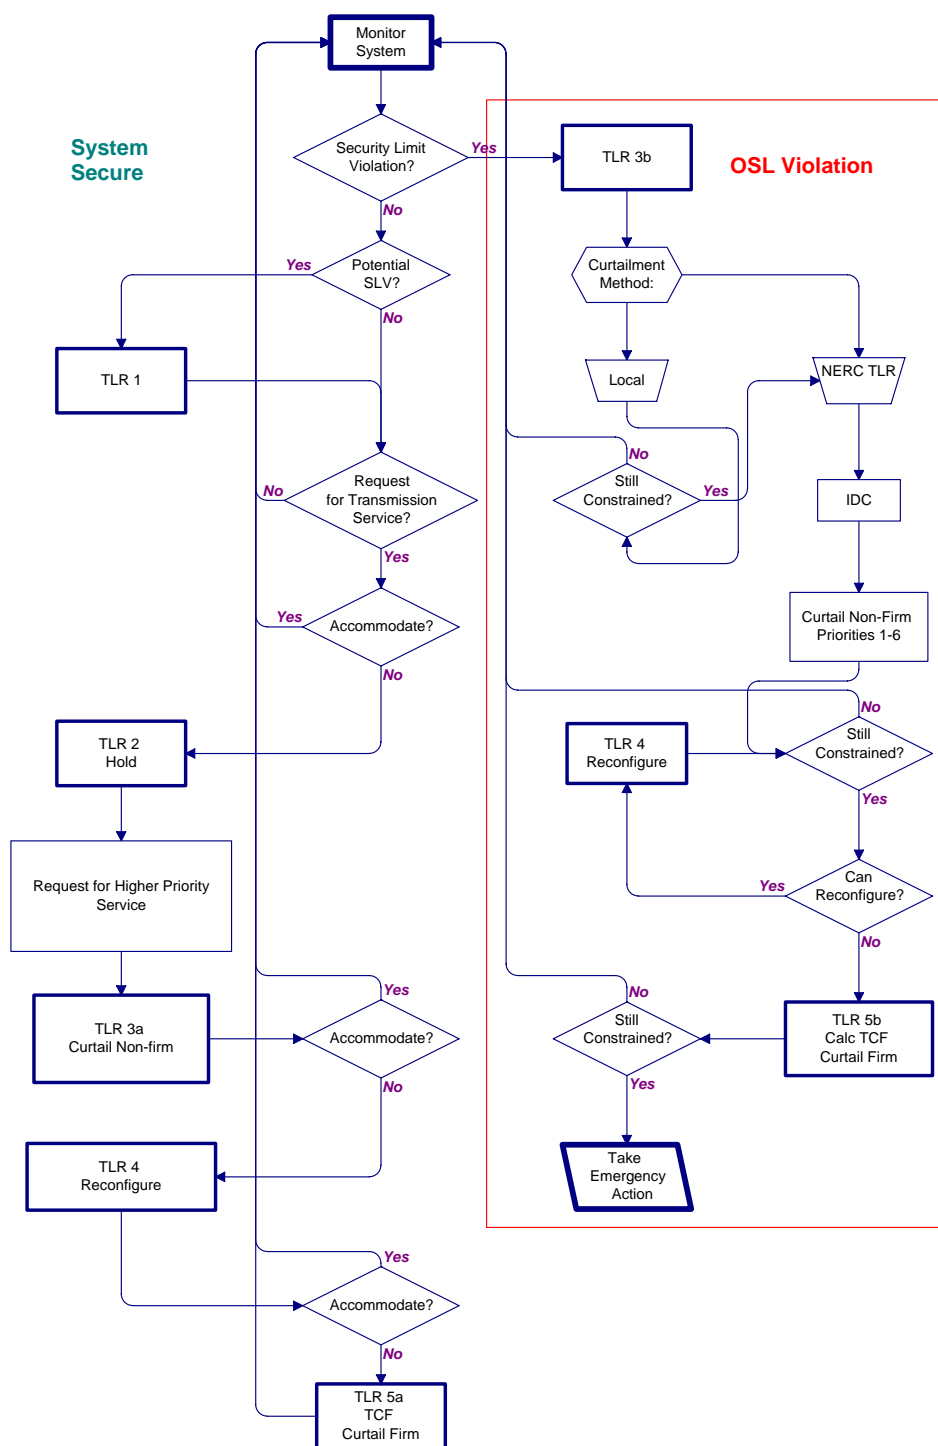 Monitor
System
System
Secure
Security Limit
Violation?
Yes
TLR 3b
OSL Violation
No
Yes
Potential
SLV?
Curtailment
Method:
No
TLR 1
Local
NERC TLR
No
Request
for Transmission
Service?
No
Still
Constrained?
Yes
IDC
Yes
Yes
Accommodate?
Curtail Non-Firm
Priorities 1-6
No
No
TLR 2
Hold
TLR 4
Reconfigure
Still
Constrained?
Yes
Request for Higher Priority
Service
Yes
Can
Reconfigure?
No
Yes
No
TLR 3a
Curtail Non-firm
Accommodate?
Still
Constrained?
TLR 5b
Calc TCF
Curtail Firm
No
Yes
TLR 4
Reconfigure
Take
Emergency
Action
Yes
Accommodate?
No
TLR 5a
TCF
Curtail Firm